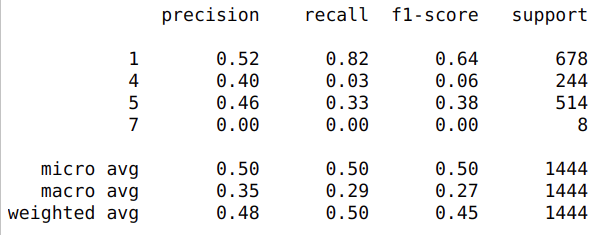 precision recall f1-score support
1 0.52 0.82 0.64 678
4 0.40 0.03 0.06 244
5 0.46 0.33 0.38 514
7 0.00 0.00 0.00 8
micro avg 0.50 0.50 0.50 1444
macro avg 0.35 0.29 0.27 1444
weighted avg 0.48 0.50 0.45 1444